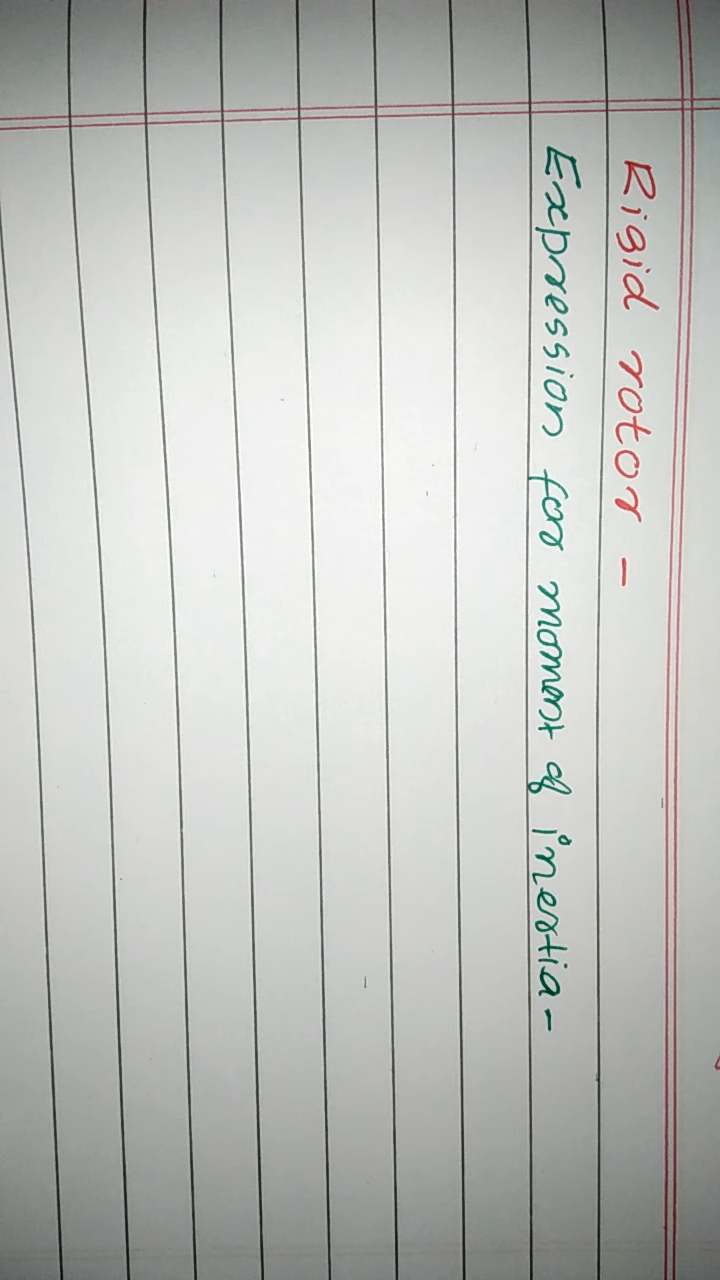 Rigid rotor -
Expression for moment of inertia -